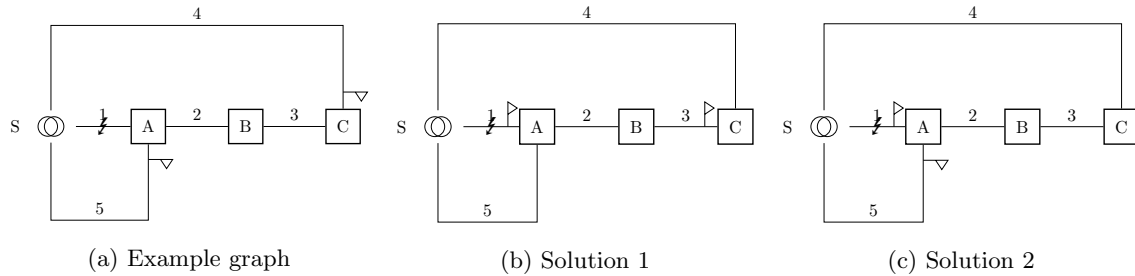 4
S 1 A 2 B 3 C
5
(a) Example graph
4
S 1 A 2 B 3 C
5
(b) Solution 1
4
S 1 A 2 B 3 C
5
(c) Solution 2